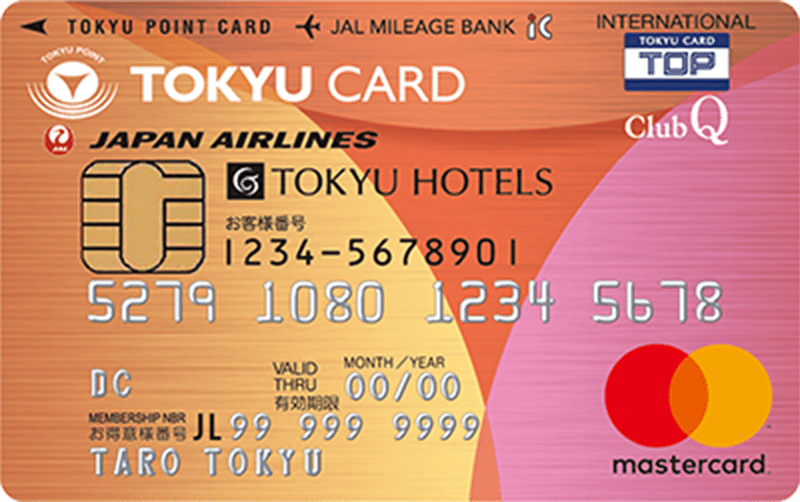 TOKYU POINT CARD JAL MILEAGE BANK iC
INTERNATIONAL
TOKYU CARD
TOP
TOKYU POINT
TOKYU CARD
Club Q
JAL
JAPAN AIRLINES
TOKYU HOTELS
お客様番号
1234-5678901
5279 1080 1234 5678
DC
VALID THRU 有効期限
MONTH/YEAR
00/00
MEMBERSHIP NBR
お得意様番号 JL 99 999 9999
TARO TOKYU
mastercard.